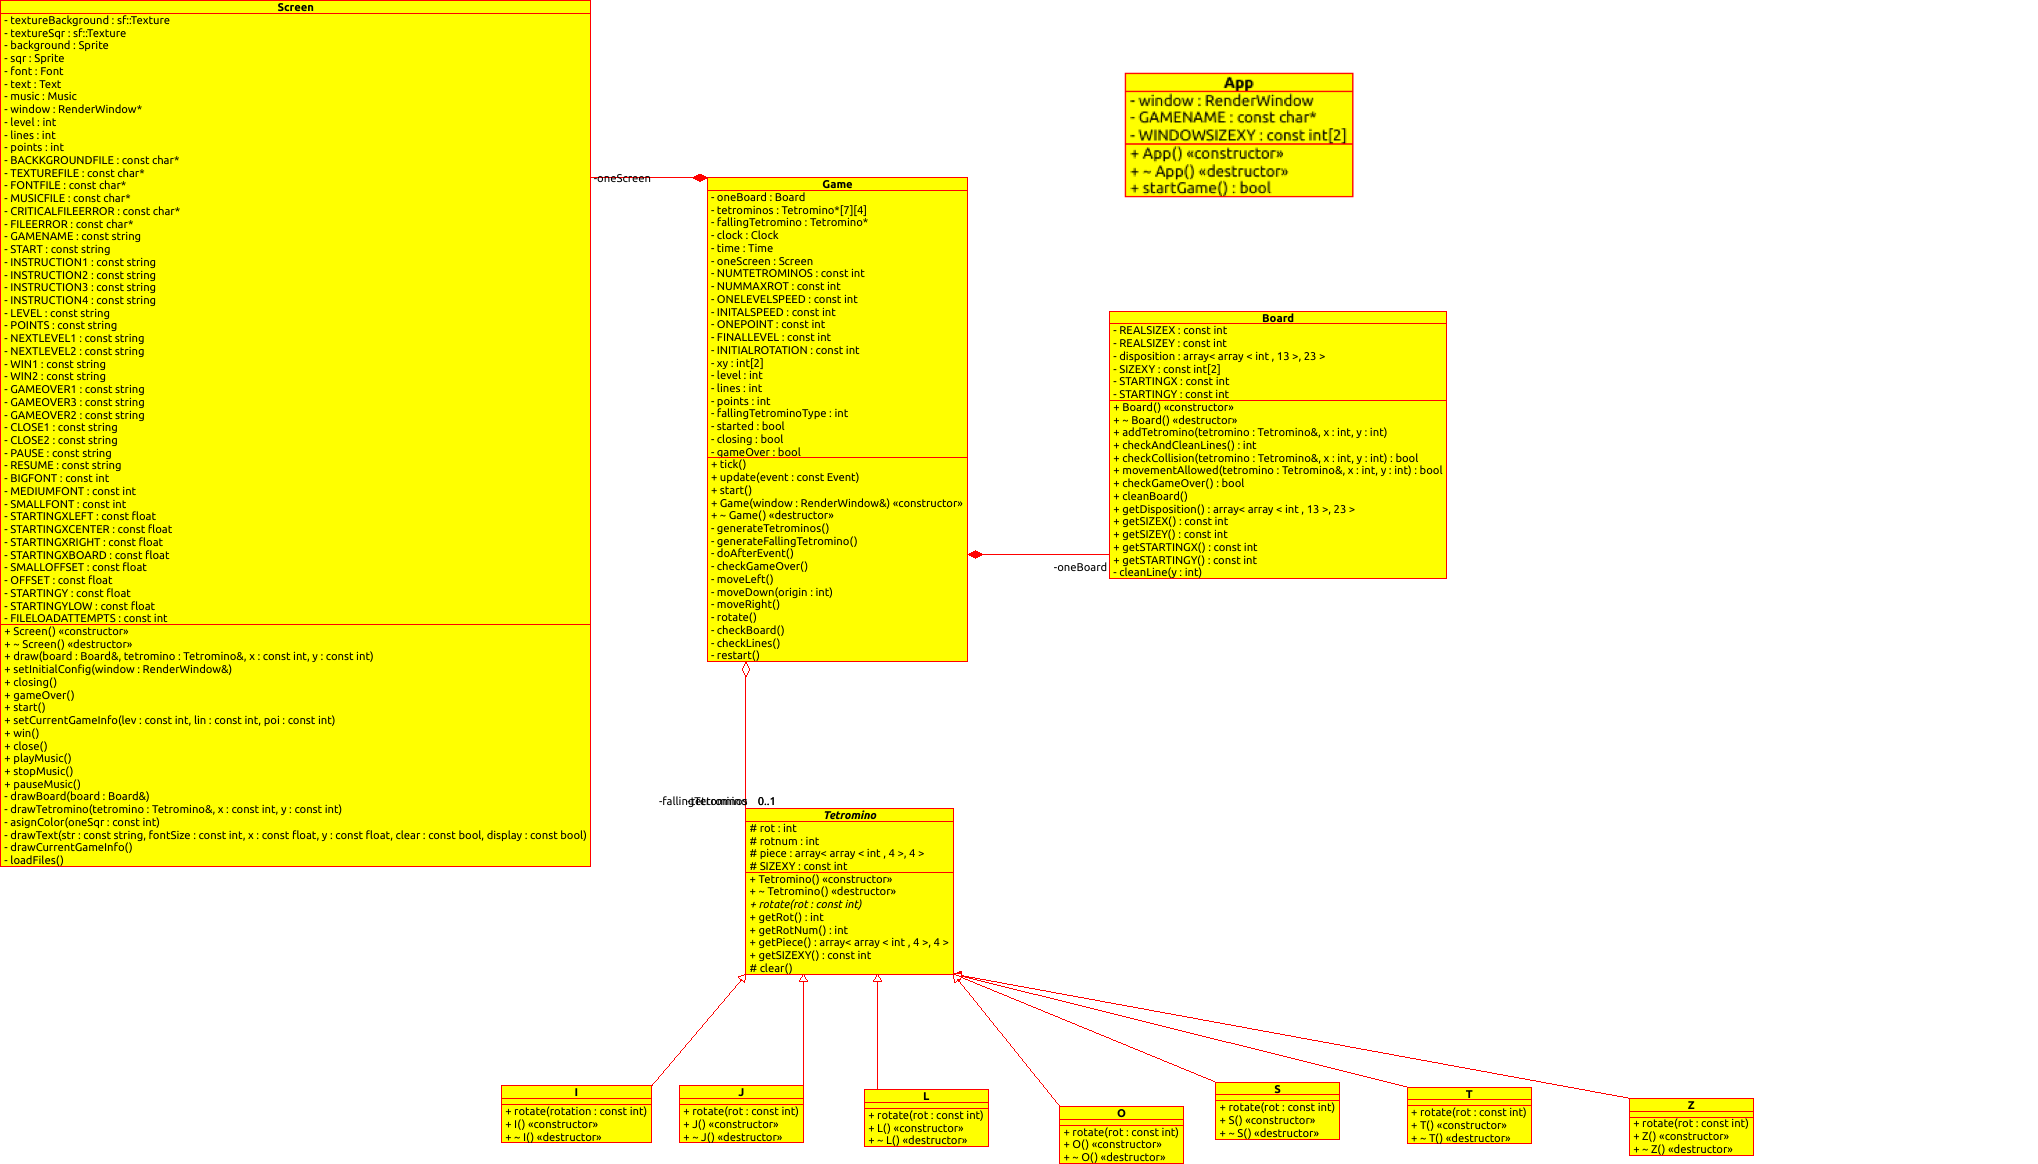 Screen
- textureBackground : sf::Texture
- textureSqr : sf::Texture
- background : Sprite
- sqr : Sprite
- font : Font
- text : Text
- music : Music
- window : RenderWindow*
- level : int
- lines : int
- points : int
- BACKKGROUNDFILE : const char*
- TEXTUREFILE : const char*
- FONTFILE : const char*
- MUSICFILE : const char*
- CRITICALFILEERROR : const char*
- FILEERROR : const char*
- GAMENAME : const string
- START : const string
- INSTRUCTION1 : const string
- INSTRUCTION2 : const string
- INSTRUCTION3 : const string
- INSTRUCTION4 : const string
- LEVEL : const string
- POINTS : const string
- NEXTLEVEL1 : const string
- NEXTLEVEL2 : const string
- WIN1 : const string
- WIN2 : const string
- GAMEOVER1 : const string
- GAMEOVER3 : const string
- GAMEOVER2 : const string
- CLOSE1 : const string
- CLOSE2 : const string
- PAUSE : const string
- RESUME : const string
- BIGFONT : const int
- MEDIUMFONT : const int
- SMALLFONT : const int
- STARTINGXLEFT : const float
- STARTINGXCENTER : const float
- STARTINGXRIGHT : const float
- STARTINGXBOARD : const float
- SMALLOFFSET : const float
- OFFSET : const float
- STARTINGY : const float
- STARTINGYLOW : const float
- FILELOADATTEMPTS : const int
+ Screen() «constructor»
+ ~ Screen() «destructor»
+ draw(board : Board&, tetromino : Tetromino&, x : const int, y : const int)
+ setInitialConfig(window : RenderWindow&)
+ closing()
+ gameOver()
+ start()
+ setCurrentGameInfo(lev : const int, lin : const int, poi : const int)
+ win()
+ close()
+ playMusic()
+ stopMusic()
+ pauseMusic()
- drawBoard(board : Board&)
- drawTetromino(tetromino : Tetromino&, x : const int, y : const int)
- asignColor(oneSqr : const int)
- drawText(str : const string, fontSize : const int, x : const float, y : const float, clear : const bool, display : const bool)
- drawCurrentGameInfo()
- loadFiles()
-oneScreen
Game
- oneBoard : Board
- tetrominos : Tetromino*[7][4]
- fallingTetromino : Tetromino*
- clock : Clock
- time : Time
- oneScreen : Screen
- NUMTETROMINOS : const int
- NUMMAXROT : const int
- ONELEVELSPEED : const int
- INITALSPEED : const int
- ONEPOINT : const int
- FINALLEVEL : const int
- INITIALROTATION : const int
- xy : int[2]
- level : int
- lines : int
- points : int
- fallingTetrominoType : int
- started : bool
- closing : bool
- gameOver : bool
+ tick()
+ update(event : const Event)
+ start()
+ Game(window : RenderWindow&) «constructor»
+ ~ Game() «destructor»
- generateTetrominos()
- generateFallingTetromino()
- doAfterEvent()
- checkGameOver()
- moveLeft()
- moveDown(origin : int)
- moveRight()
- rotate()
- checkBoard()
- checkLines()
- restart()
App
- window : RenderWindow
- GAMENAME : const char*
- WINDOWSIZEXY : const int[2]
+ App() «constructor»
+ ~ App() «destructor»
+ startGame() : bool
-oneBoard
Board
- REALSIZEX : const int
- REALSIZEY : const int
- disposition : array< array < int , 13 >, 23 >
- SIZEXY : const int[2]
- STARTINGX : const int
- STARTINGY : const int
+ Board() «constructor»
+ ~ Board() «destructor»
+ addTetromino(tetromino : Tetromino&, x : int, y : int)
+ checkAndCleanLines() : int
+ checkCollision(tetromino : Tetromino&, x : int, y : int) : bool
+ movementAllowed(tetromino : Tetromino&, x : int, y : int) : bool
+ checkGameOver() : bool
+ cleanBoard()
+ getDisposition() : array< array < int , 13 >, 23 >
+ getSIZEX() : const int
+ getSIZEY() : const int
+ getSTARTINGX() : const int
+ getSTARTINGY() : const int
- cleanLine(y : int)
0..1
Tetromino
# rot : int
# rotnum : int
# piece : array< array < int , 4 >, 4 >
# SIZEXY : const int
+ Tetromino() «constructor»
+ ~ Tetromino() «destructor»
+ rotate(rot : const int)
+ getRot() : int
+ getRotNum() : int
+ getPiece() : array< array < int , 4 >, 4 >
+ getSIZEXY() : const int
# clear()
I
+ rotate(rotation : const int)
+ I() «constructor»
+ ~ I() «destructor»
J
+ rotate(rot : const int)
+ J() «constructor»
+ ~ J() «destructor»
L
+ rotate(rot : const int)
+ L() «constructor»
+ ~ L() «destructor»
O
+ rotate(rot : const int)
+ O() «constructor»
+ ~ O() «destructor»
S
+ rotate(rot : const int)
+ S() «constructor»
+ ~ S() «destructor»
T
+ rotate(rot : const int)
+ T() «constructor»
+ ~ T() «destructor»
Z
+ rotate(rot : const int)
+ Z() «constructor»
+ ~ Z() «destructor»